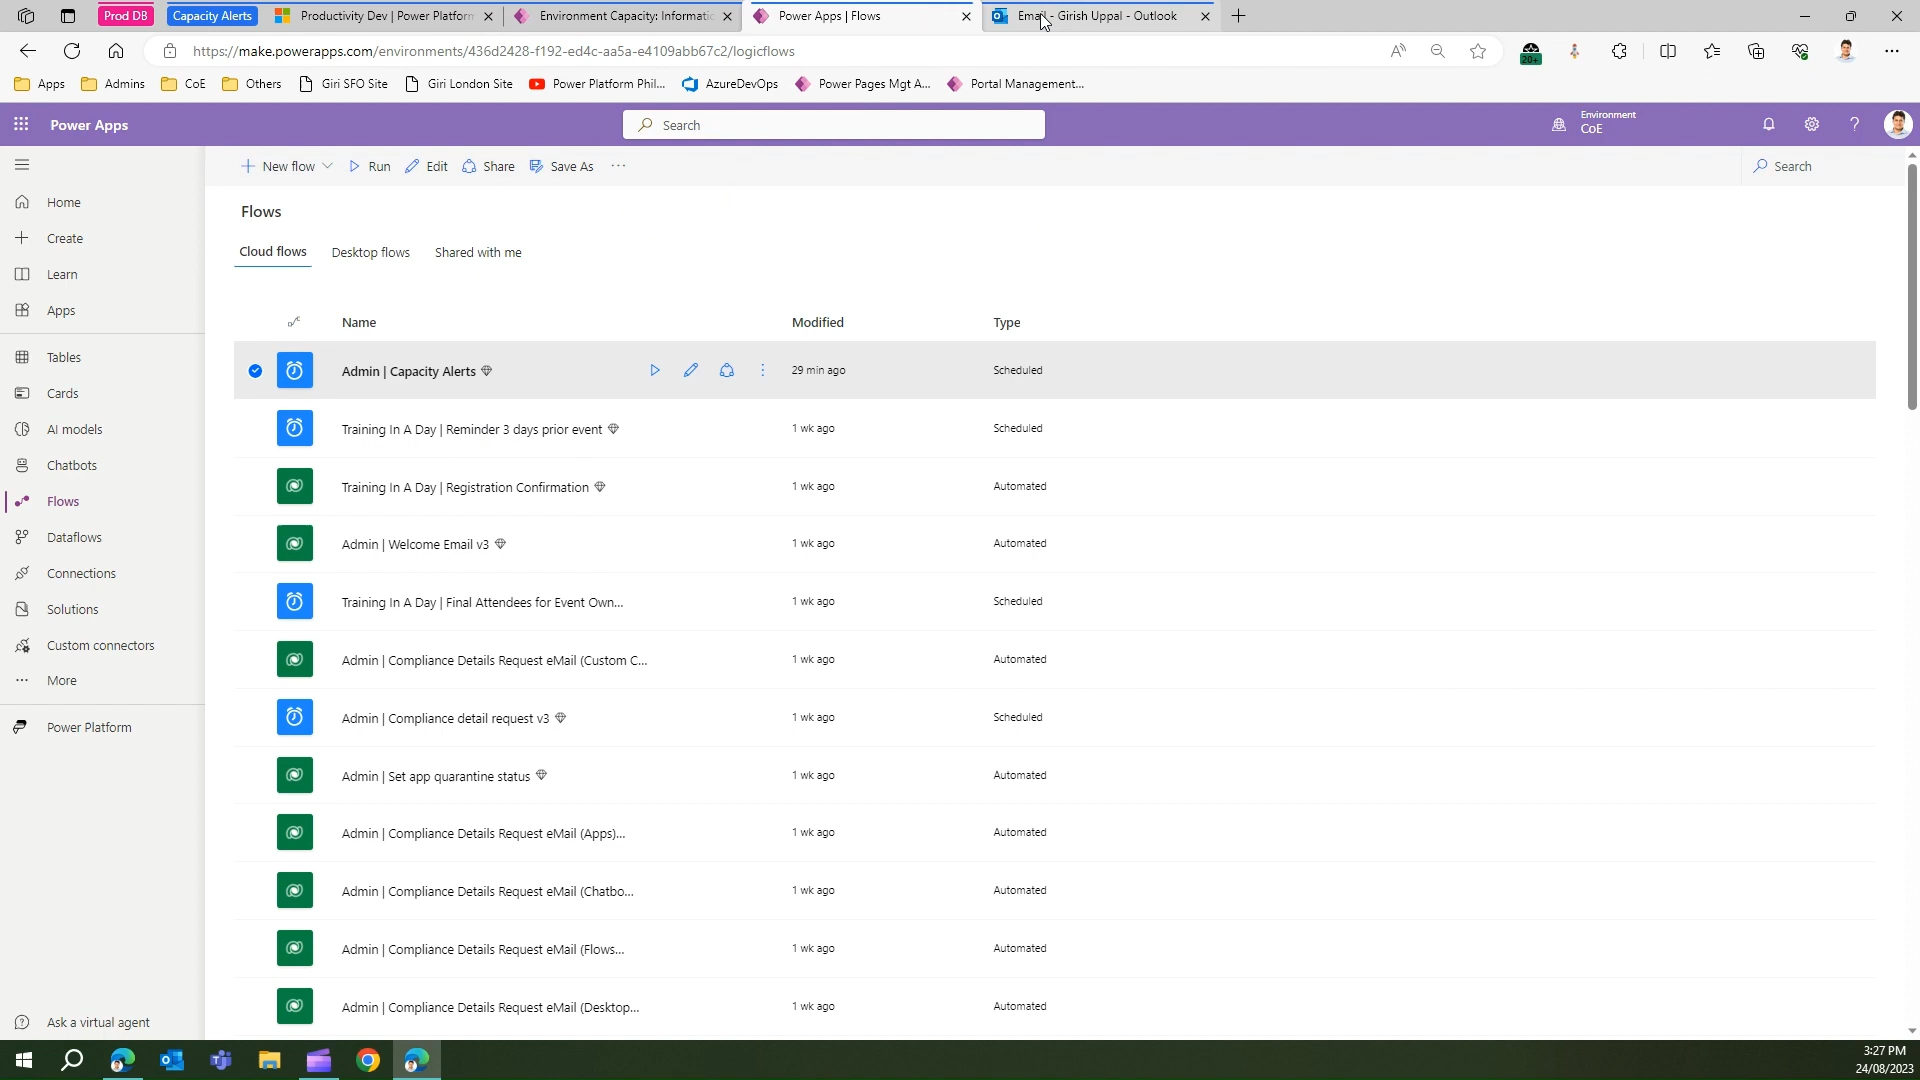 Prod DB
Capacity Alerts
Productivity Dev | Power Platform
Environment Capacity: Informatic
Power Apps | Flows
Email - Girish Uppal - Outlook
https://make.powerapps.com/environments/436d2428-f192-ed4c-aa5a-e4109abb67c2/logicflows
20+
Apps
Admins
CoE
Others
Giri SFO Site
Giri London Site
Power Platform Phil...
AzureDevOps
Power Pages Mgt A...
Portal Management...
Power Apps
Search
Environment
CoE
New flow
Run
Edit
Share
Save As
Search
Home
Create
Learn
Apps
Tables
Cards
AI models
Chatbots
Flows
Dataflows
Connections
Solutions
Custom connectors
More
Power Platform
Ask a virtual agent
Flows
Cloud flows Desktop flows Shared with me
Name Modified Type
Admin | Capacity Alerts 29 min ago Scheduled
Training In A Day | Reminder 3 days prior event 1 wk ago Scheduled
Training In A Day | Registration Confirmation 1 wk ago Automated
Admin | Welcome Email v3 1 wk ago Automated
Training In A Day | Final Attendees for Event Own... 1 wk ago Scheduled
Admin | Compliance Details Request eMail (Custom C... 1 wk ago Automated
Admin | Compliance detail request v3 1 wk ago Scheduled
Admin | Set app quarantine status 1 wk ago Automated
Admin | Compliance Details Request eMail (Apps)... 1 wk ago Automated
Admin | Compliance Details Request eMail (Chatbo... 1 wk ago Automated
Admin | Compliance Details Request eMail (Flows... 1 wk ago Automated
Admin | Compliance Details Request eMail (Desktop... 1 wk ago Automated
3:27 PM
24/08/2023